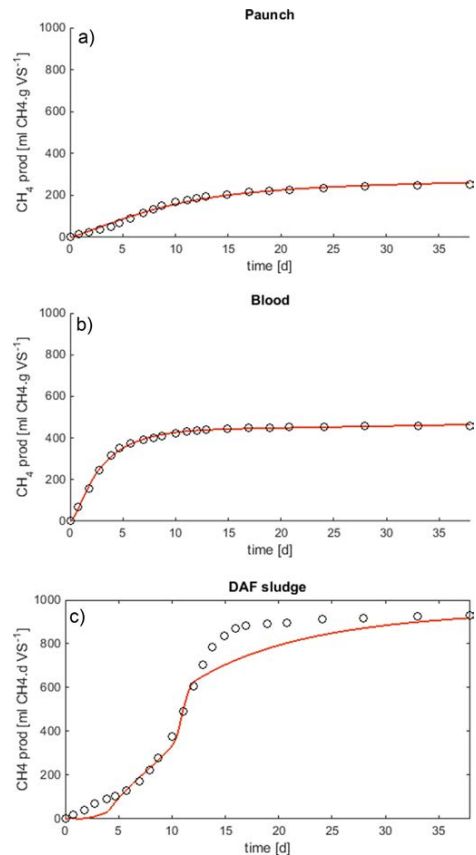 Paunch
a)
CH4 prod [ml CH4.g VS-1]
1000
800
600
400
200
0
0 5 10 15 20 25 30 35
time [d]
Blood
b)
CH4 prod [ml CH4.g VS-1]
1000
800
600
400
200
0
0 5 10 15 20 25 30 35
time [d]
DAF sludge
c)
CH4 prod [ml CH4.d VS-1]
1000
800
600
400
200
0
0 5 10 15 20 25 30 35
time [d]